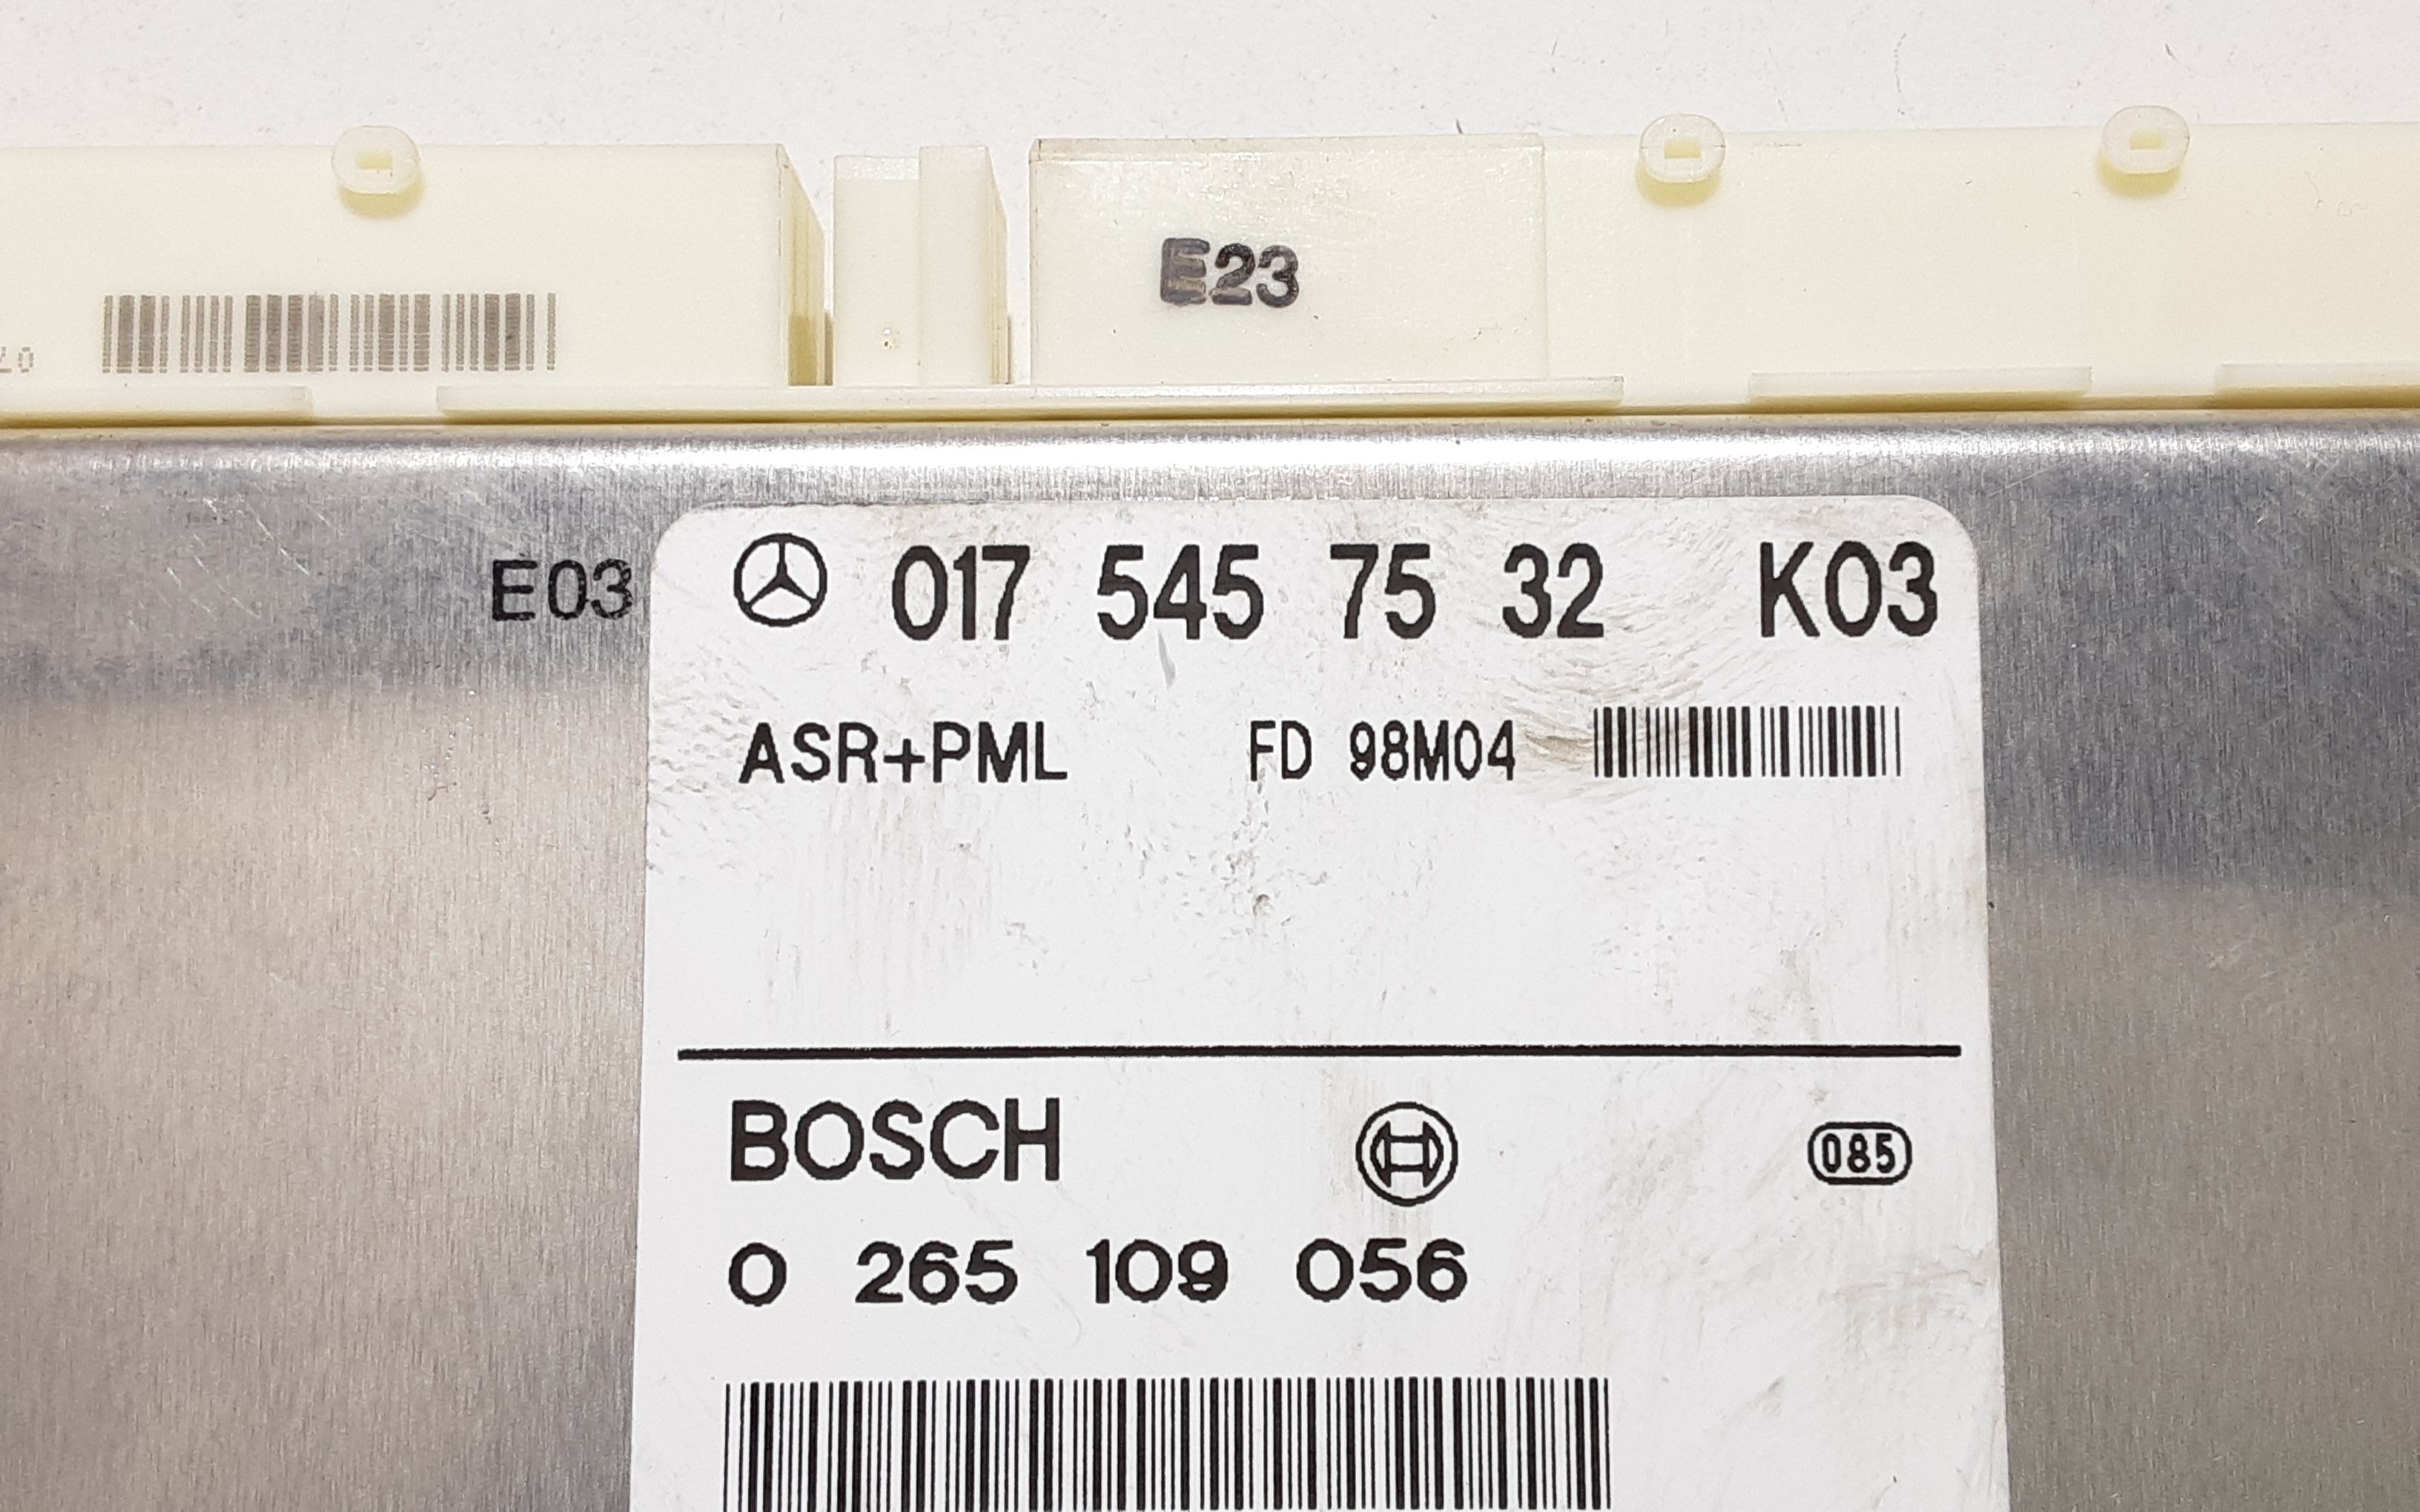 E23
E03
017 545 75 32 K03
ASR+PML FD 98M04
BOSCH
085
0 265 109 056